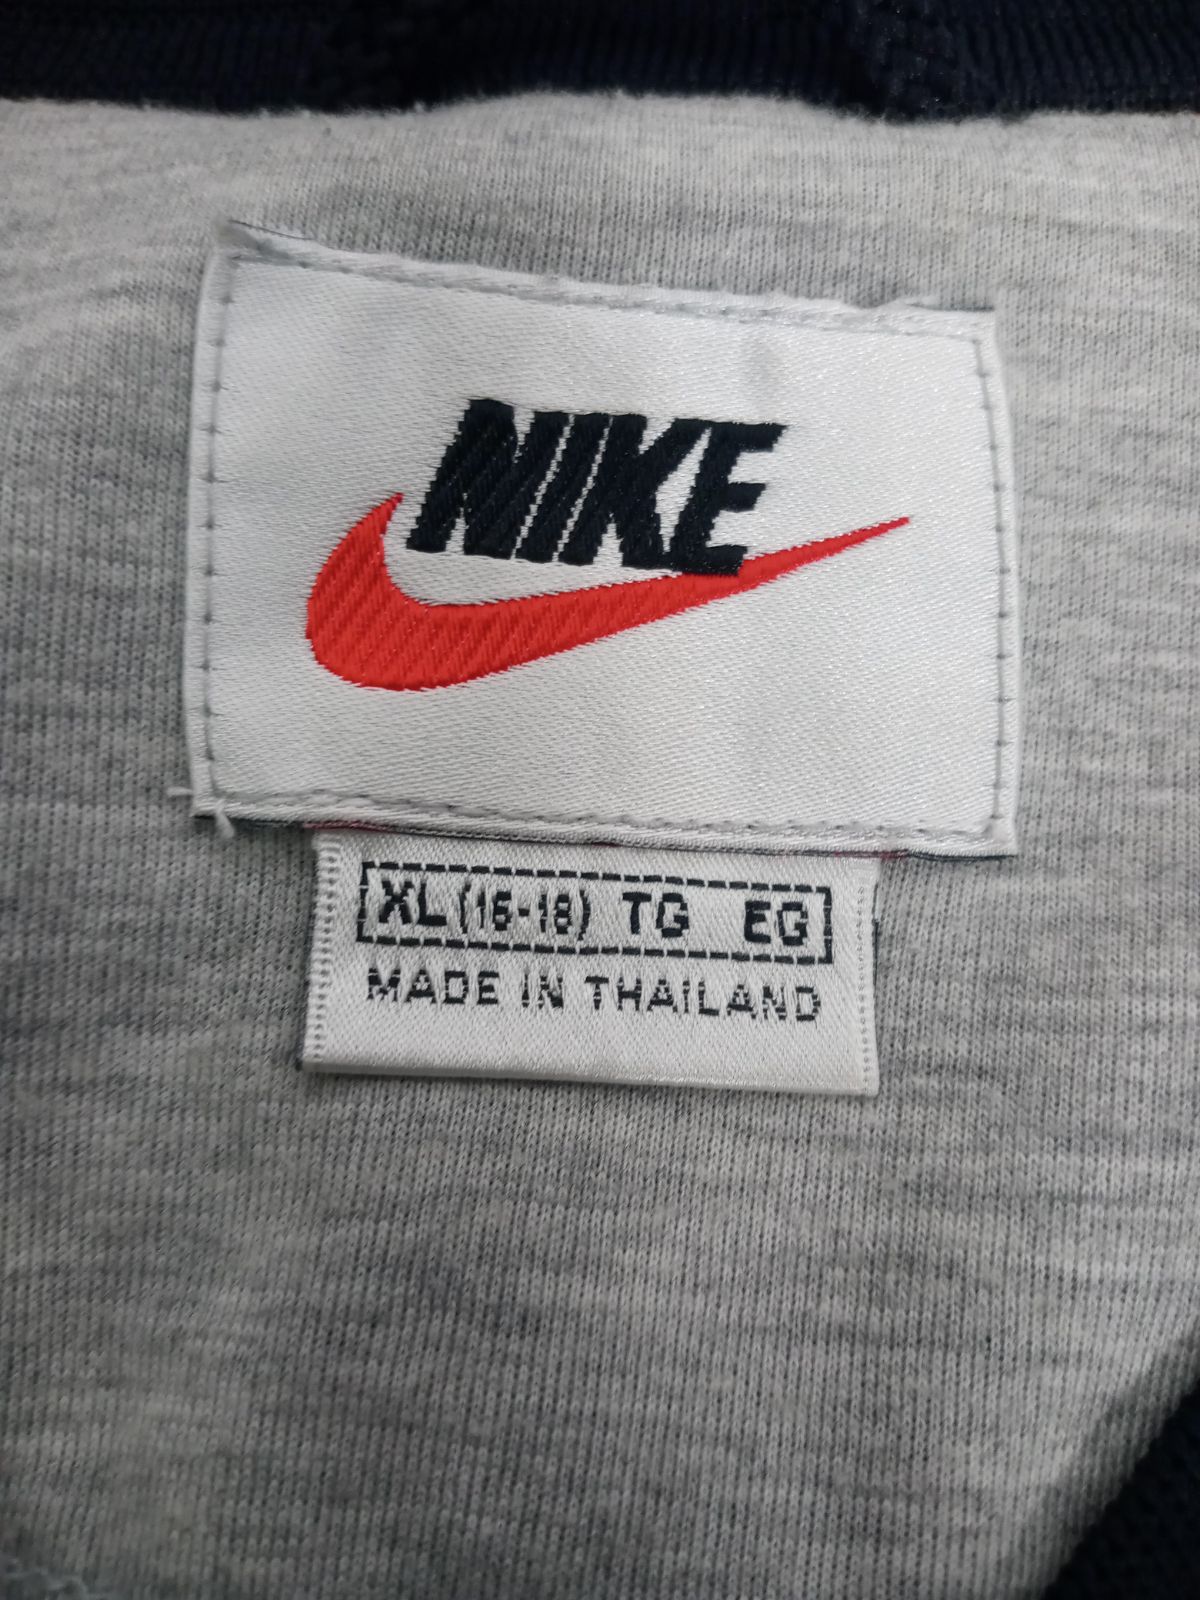 NIKE
XL (16-18) TG EG
MADE IN THAILAND